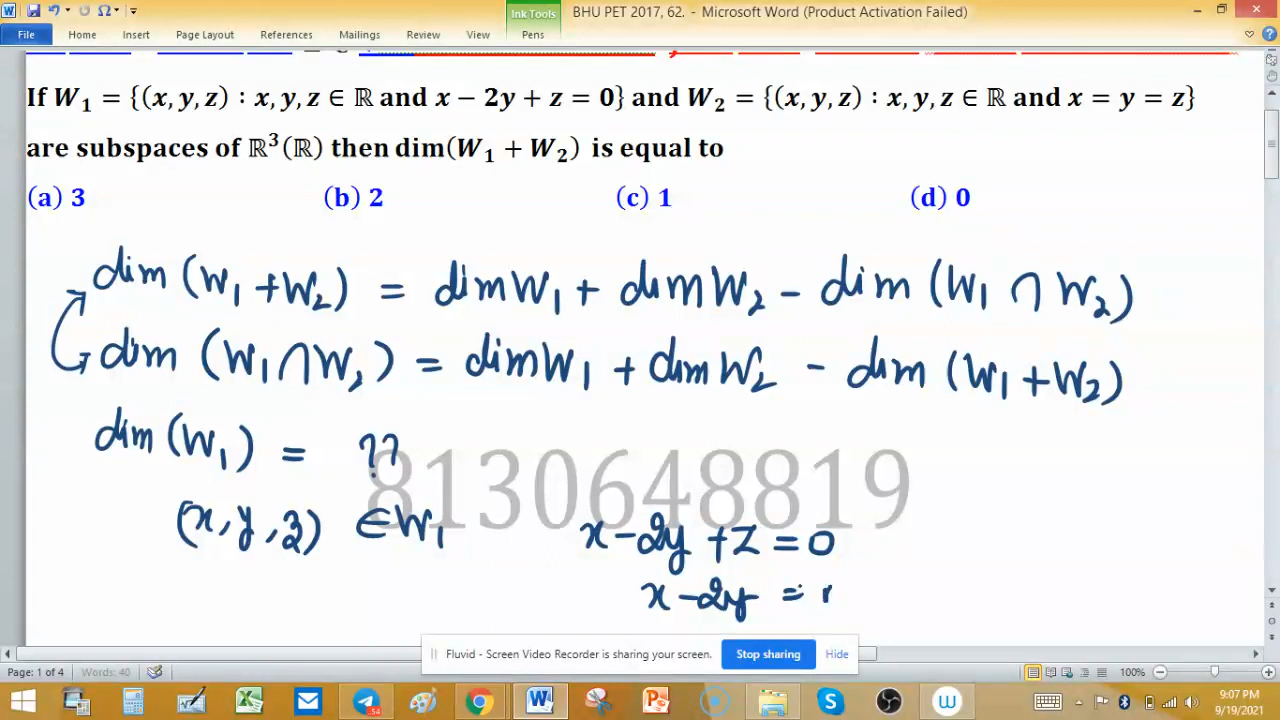 BHU PET 2017, 62. - Microsoft Word (Product Activation Failed)
Ink Tools
File Home Insert Page Layout References Mailings Review View Pens
If W₁ = {(x, y, z) : x, y, z ∈ ℝ and x − 2y + z = 0} and W₂ = {(x, y, z) : x, y, z ∈ ℝ and x = y = z}
are subspaces of ℝ³(ℝ) then dim(W₁ + W₂) is equal to
(a) 3 (b) 2 (c) 1 (d) 0
dim (W₁ + W₂) = dim W₁ + dim W₂ − dim (W₁ ∩ W₂)
dim (W₁ ∩ W₂) = dim W₁ + dim W₂ − dim (W₁ + W₂)
dim (W₁) = ??
8130648819
(x, y, z) ∈ W₁ x − 2y + z = 0
x − 2y =
Fluvid - Screen Video Recorder is sharing your screen. Stop sharing Hide
Page: 1 of 4 Words: 40 100%
54
9:07 PM
9/19/2021